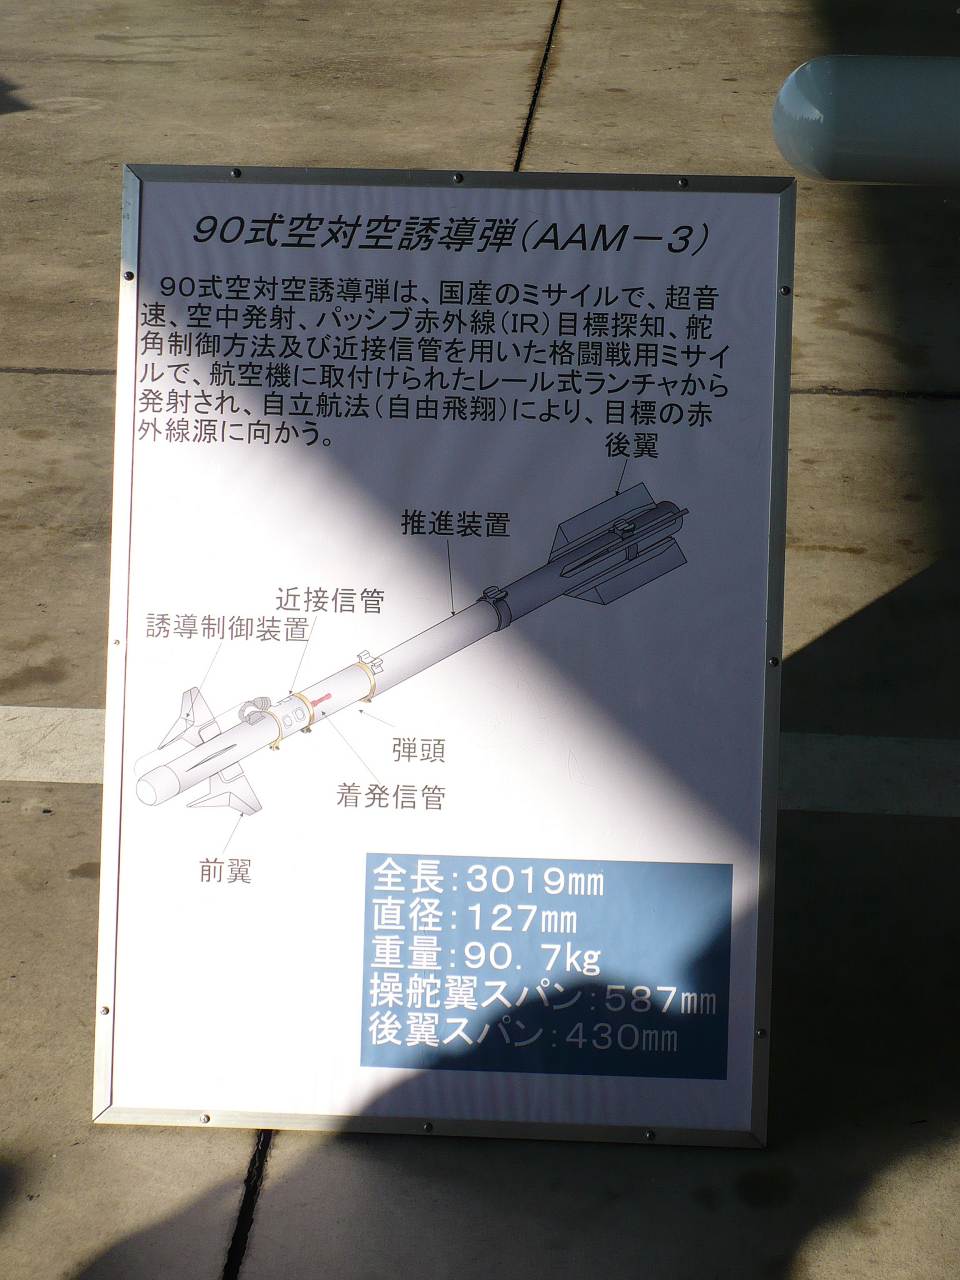 90式空対空誘導弾(AAM-3)
90式空対空誘導弾は、国産のミサイルで、超音
速、空中発射、パッシブ赤外線(IR)目標探知、舵
角制御方法及び近接信管を用いた格闘戦用ミサイ
ルで、航空機に取付けられたレール式ランチャから
発射され、自立航法(自由飛翔)により、目標の赤
外線源に向かう。
後翼
推進装置
近接信管
誘導制御装置
弾頭
着発信管
前翼
全長:3019㎜
直径:127㎜
重量:90.7㎏
操舵翼スパン:587㎜
後翼スパン:430㎜